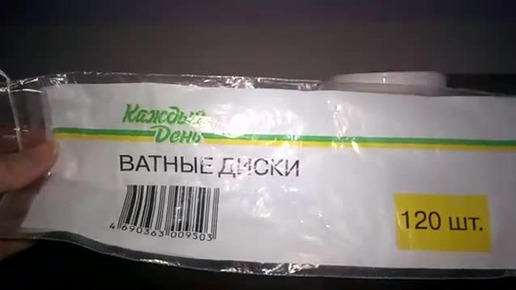 Каждый
День
ВАТНЫЕ ДИСКИ
120 шт.
4 690363 009503